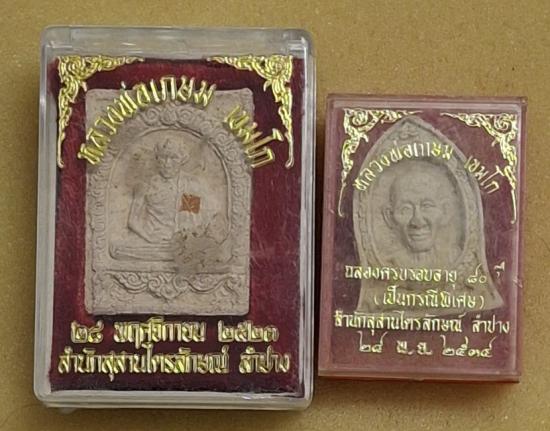 หลวงพ่อเกษม เขมโก
๒๘ พฤศจิกายน ๒๕๒๓
สำนักสุสานไตรลักษณ์ ลำปาง
หลวงพ่อเกษม เขมโก
ฉลองครบรอบอายุ ๘๐ ปี
(เป็นกรณีพิเศษ)
สำนักสุสานไตรลักษณ์ ลำปาง
๒๘ พ.ย. ๒๕๓๔